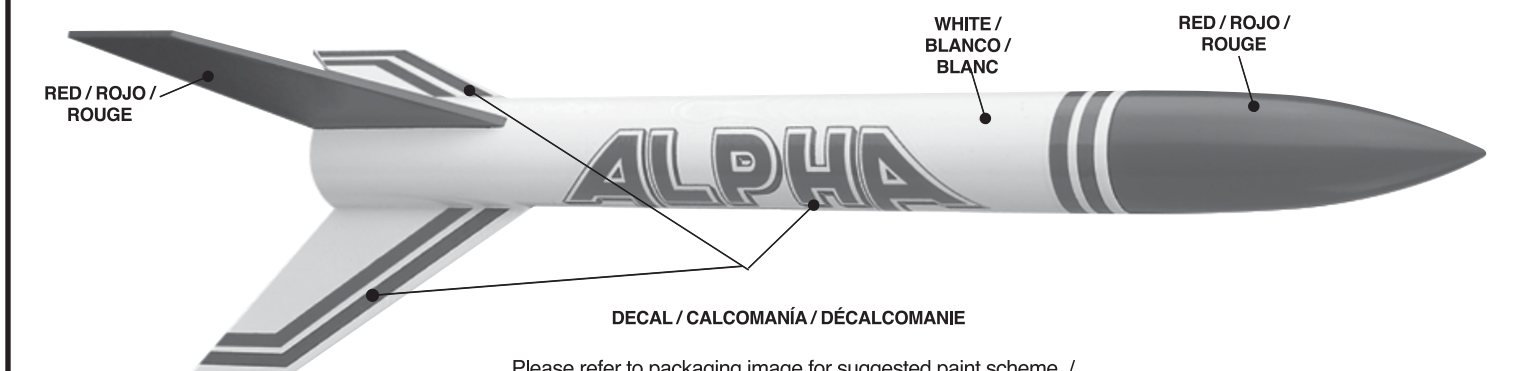 WHITE /
BLANCO /
BLANC
RED / ROJO /
ROUGE
RED / ROJO /
ROUGE
ALPHA
DECAL / CALCOMANÍA / DÉCALCOMANIE
Please refer to packaging image for suggested paint scheme. /